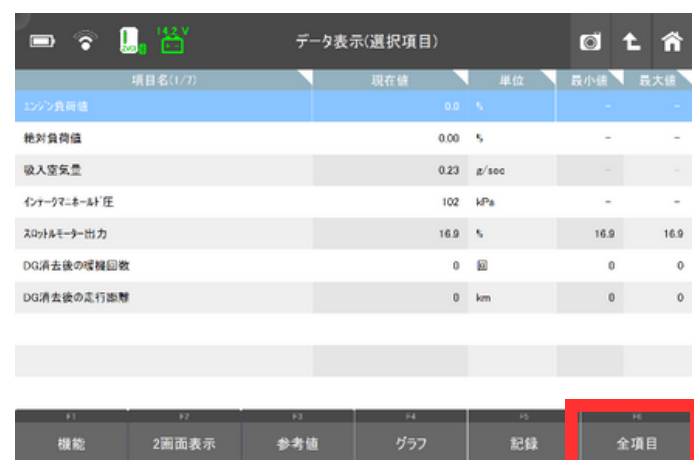 14.2 V
データ表示(選択項目)
項目名(1/7) 現在値 単位 最小値 最大値
エンジン負荷値 0.0 % - -
絶対負荷値 0.00 % - -
吸入空気量 0.23 g/sec - -
インテークマニホールド圧 102 kPa - -
スロットルモーター出力 16.9 % 16.9 16.9
DG消去後の暖機回数 0 回 0 0
DG消去後の走行距離 0 km 0 0
F1 F2 F3 F4 F5 F6
機能 2画面表示 参考値 グラフ 記録 全項目